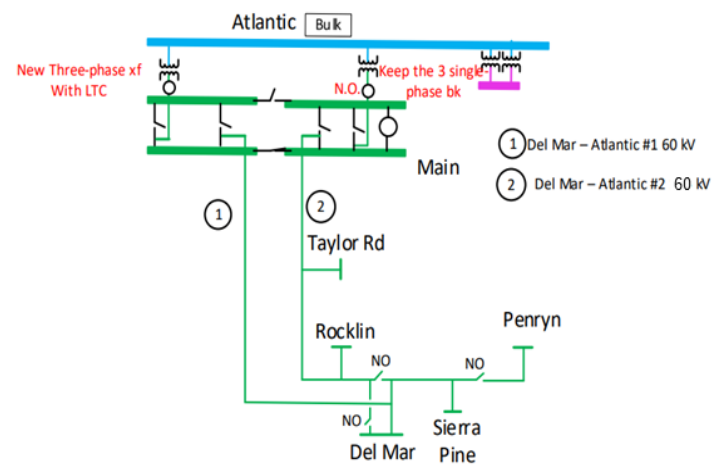 Atlantic Bulk
New Three-phase xf
With LTC
N.O.
Keep the 3 single-
phase bk
Main
1 Del Mar – Atlantic #1 60 kV
2 Del Mar – Atlantic #2 60 kV
1
2
Taylor Rd
Rocklin
Penryn
NO
NO
NO
Del Mar
Sierra
Pine